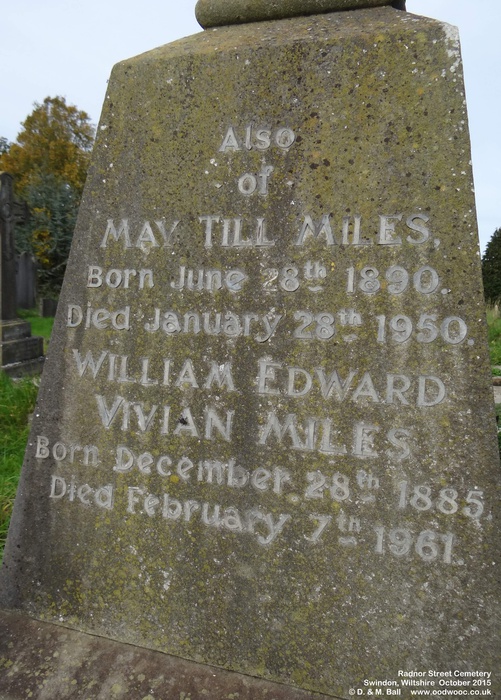 Also
of
MAY TILL MILES,
Born June 28th 1890.
Died January 28th 1950.
WILLIAM EDWARD
VIVIAN MILES
Born December 28th 1885,
Died February 7th 1961.
Radnor Street Cemetery
Swindon, Wiltshire October 2015
© D. & M. Ball www.oodwooc.co.uk